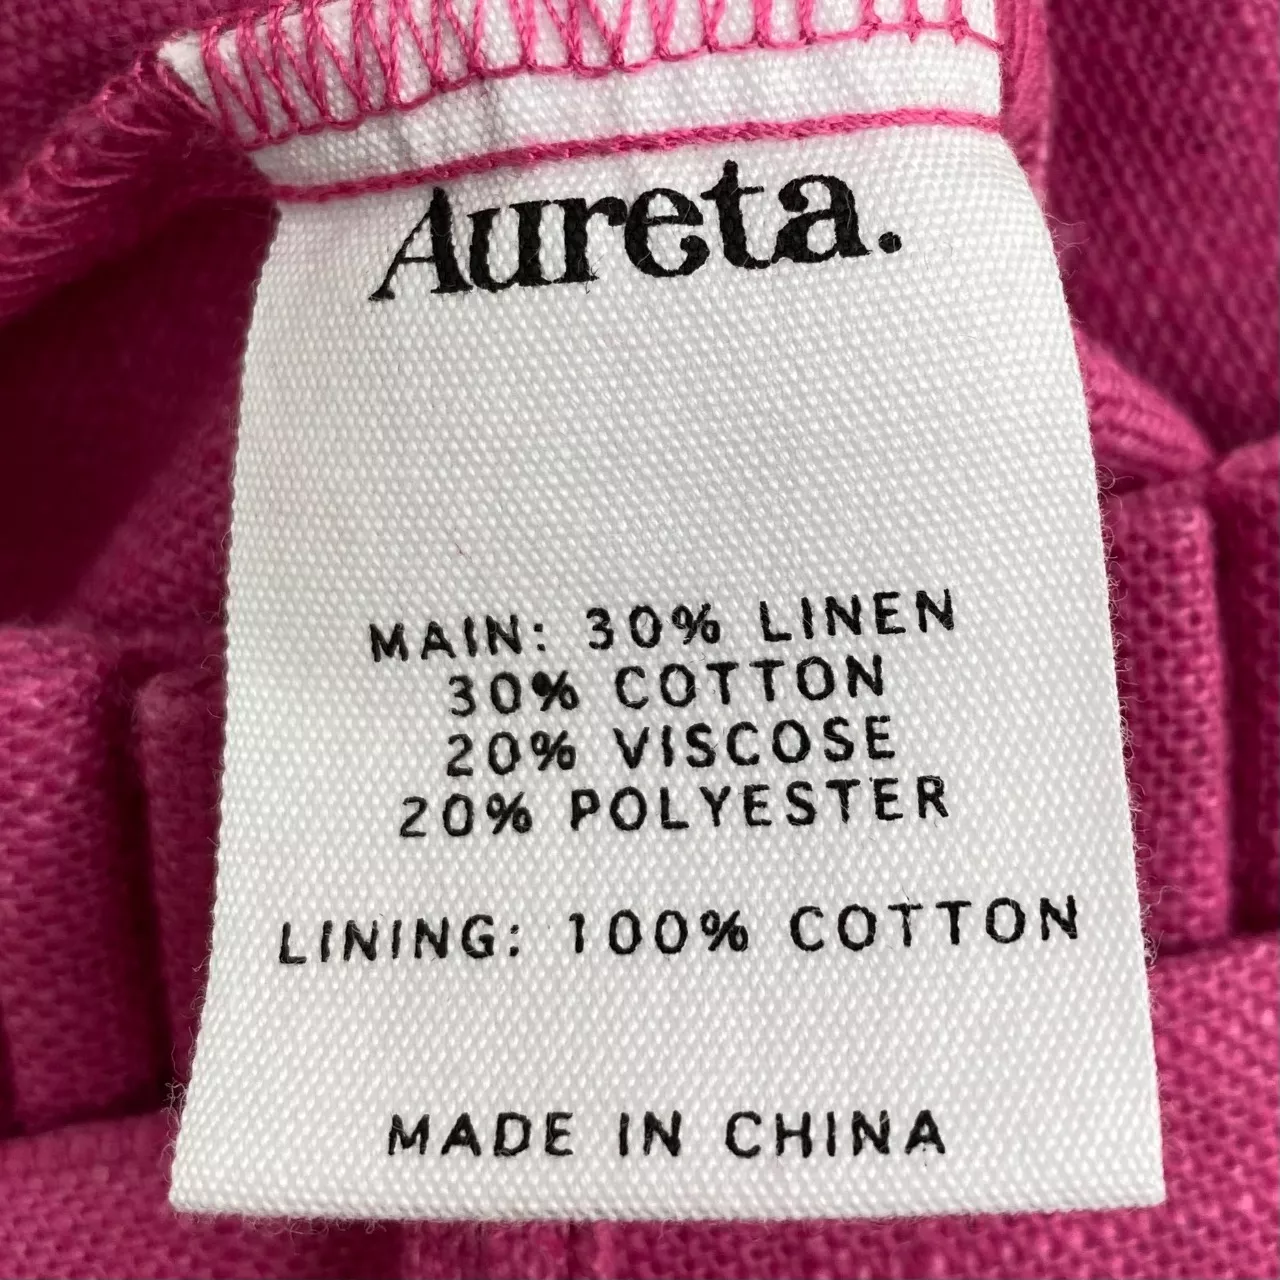 Aureta.
MAIN: 30% LINEN
30% COTTON
20% VISCOSE
20% POLYESTER
LINING: 100% COTTON
MADE IN CHINA